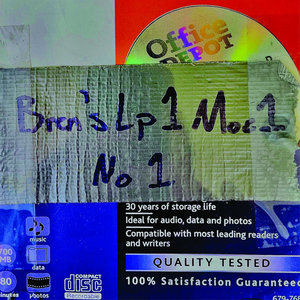 Office
DEPOT
Bren's Lp 1 Mor 1
No 1
30 years of storage life
Ideal for audio, data and photos
Compatible with most leading readers
and writers
QUALITY TESTED
100% Satisfaction Guarantee
700
MB
music
data
80
minutes
photos
COMPACT
disc
Recordable